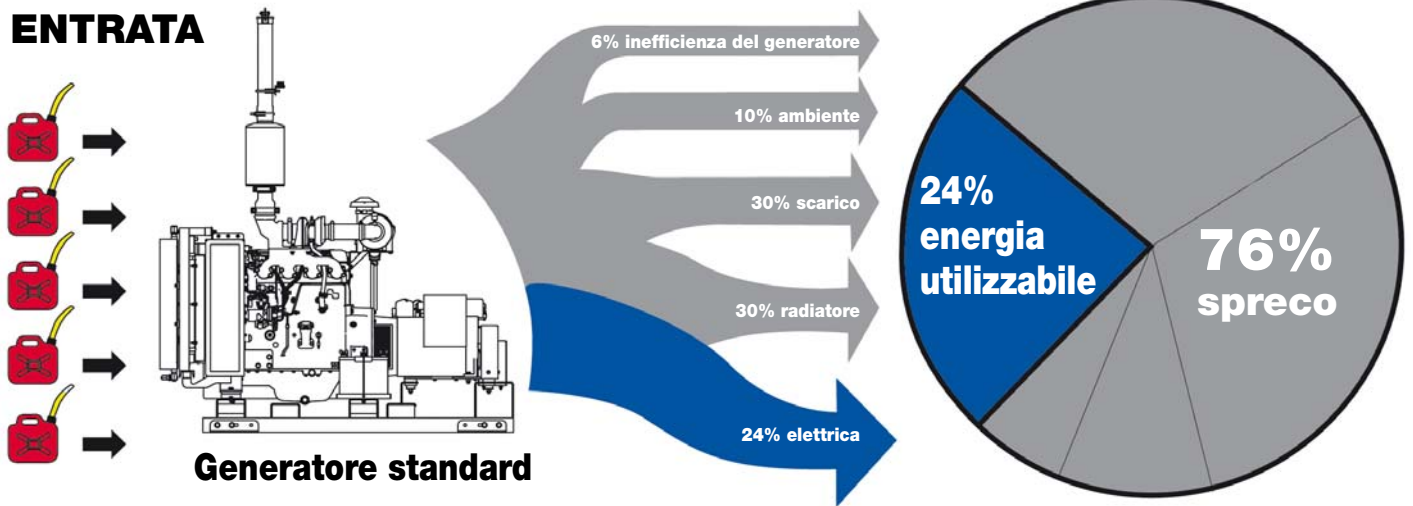 ENTRATA
6% inefficienza del generatore
10% ambiente
30% scarico
30% radiatore
24% elettrica
Generatore standard
24%
energia
utilizzabile
76%
spreco